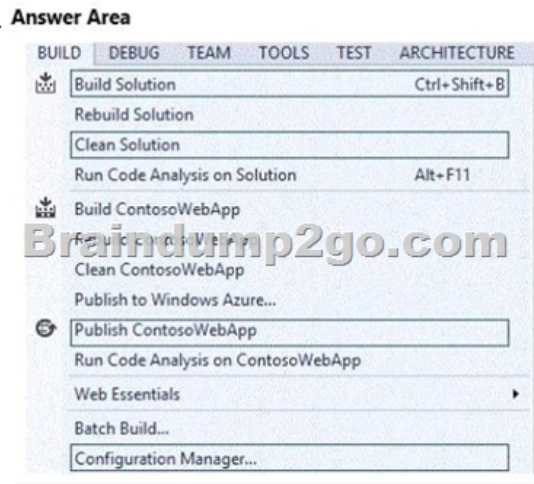 Answer Area
BUILD DEBUG TEAM TOOLS TEST ARCHITECTURE
Build Solution Ctrl+Shift+B
Rebuild Solution
Clean Solution
Run Code Analysis on Solution Alt+F11
Build ContosoWebApp
Braindump2go.com
Rebuild ContosoWebApp
Clean ContosoWebApp
Publish to Windows Azure...
Publish ContosoWebApp
Run Code Analysis on ContosoWebApp
Web Essentials
Batch Build...
Configuration Manager...